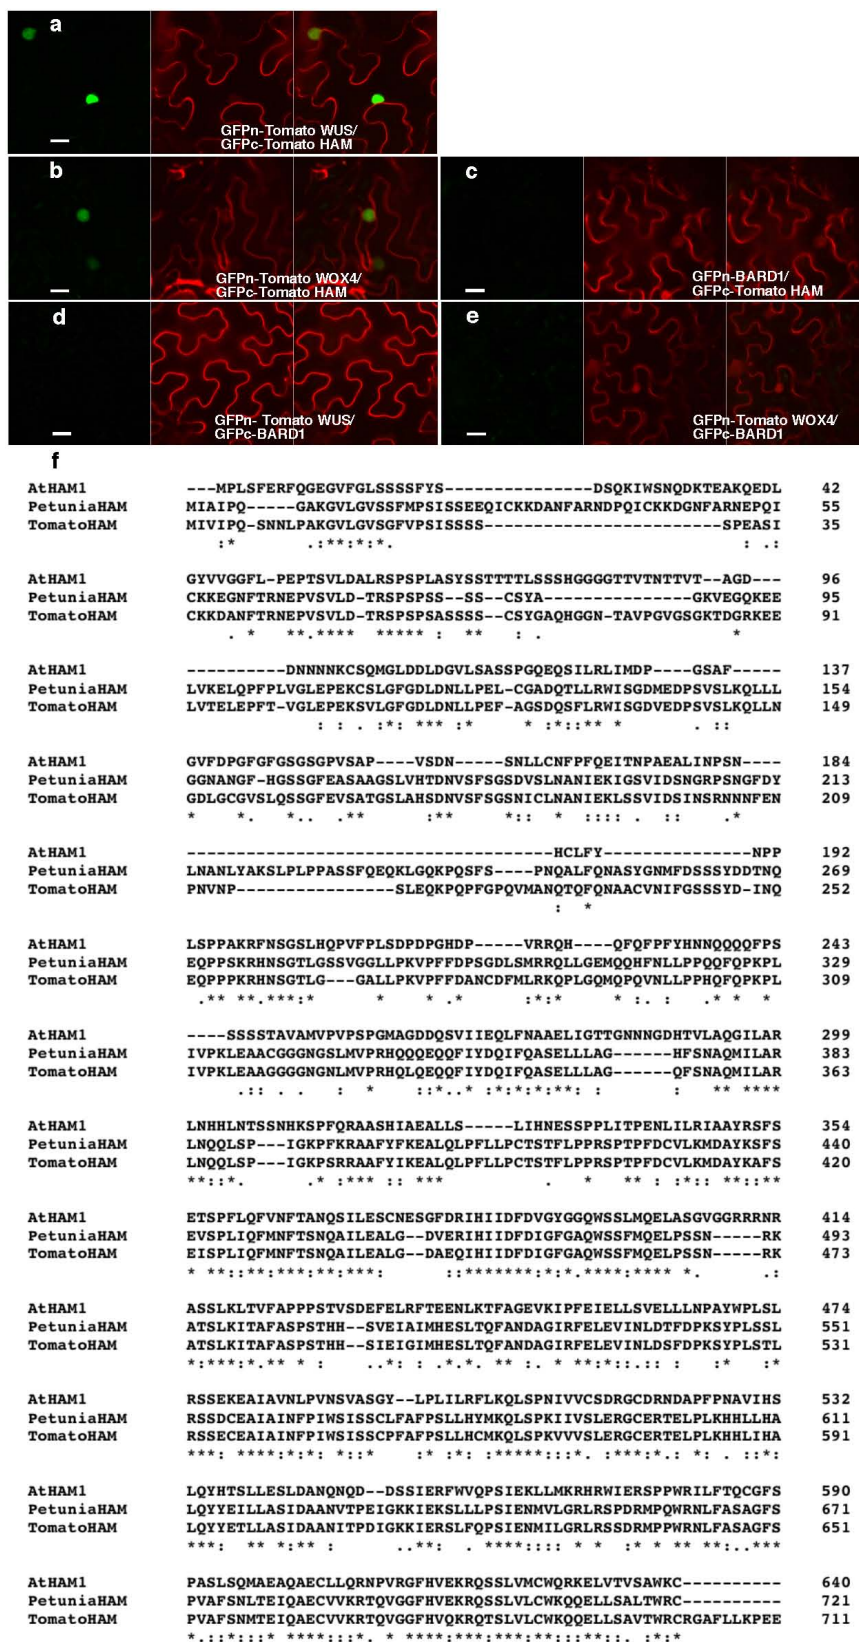 a
GFPn-Tomato WUS/
GFPc-Tomato HAM
b
GFPn-Tomato WOX4/
GFPc-Tomato HAM
c
GFPn-BARD1/
GFPc-Tomato HAM
d
GFPn- Tomato WUS/
GFPc-BARD1
e
GFPn-Tomato WOX4/
GFPc-BARD1
f
AtHAM1 ---MPLSFERFQGEGVFGLSSSSFYS---------------DSQKIWSNQDKTEAKQEDL 42
PetuniaHAM MIAIPQ-----GAKGVLGVSSFMPSISSEEQICKKDANFARNDPQICKKDGNFARNEPQI 55
TomatoHAM MIVIPQ-SNNLPAKGVLGVSGFVPSISSSS------------------------SPEASI 35
:* .:**:*:*. : .:
AtHAM1 GYVVGGFL-PEPTSVLDALRSPSPLASYSSTTTTLSSSHGGGGTTVTNTTVT--AGD--- 96
PetuniaHAM CKKEGNFTRNEPVSVLD-TRSPSPSS--SS--CSYA---------------GKVEGQKEE 95
TomatoHAM CKKDANFTRNEPVSVLD-TRSPSPSASSSS--CSYGAQHGGN-TAVPGVGSGKTDGRKEE 91
. * **.**** ***** : ** : . *
AtHAM1 ----------DNNNNKCSQMGLDDLDGVLSASSPGQEQSILRLIMDP----GSAF----- 137
PetuniaHAM LVKELQPFPLVGLEPEKCSLGFGDLDNLLPEL-CGADQTLLRWISGDMEDPSVSLKQLLL 154
TomatoHAM LVTELEPFT-VGLEPEKSVLGFGDLDNLLPEF-AGSDQSFLRWISGDVEDPSVSLKQLLN 149
: : . :*: *** :* * :*::** * . ::
AtHAM1 GVFDPGFGFGSGSGPVSAP----VSDN-----SNLLCNFPFQEITNPAEALINPSN---- 184
PetuniaHAM GGNANGF-HGSSGFEASAAGSLVHTDNVSFSGSDVSLNANIEKIGSVIDSNGRPSNGFDY 213
TomatoHAM GDLGCGVSLQSSGFEVSATGSLAHSDNVSFSGSNICLNANIEKLSSVIDSINSRNNNFEN 209
* *. *.. .** :** *:: * :::: . :: .*
AtHAM1 -------------------------------------HCLFY---------------NPP 192
PetuniaHAM LNANLYAKSLPLPPASSFQEQKLGQKPQSFS----PNQALFQNASYGNMFDSSSYDDTNQ 269
TomatoHAM PNVNP----------------SLEQKPQPFGPQVMANQTQFQNAACVNIFGSSSYD-INQ 252
: *
AtHAM1 LSPPAKRFNSGSLHQPVFPLSDPDPGHDP-----VRRQH----QFQFPFYHNNQQQQFPS 243
PetuniaHAM EQPPSKRHNSGTLGSSVGGLLPKVPFFDPSGDLSMRRQLLGEMQQHFNLLPPQQFQPKPL 329
TomatoHAM EQPPPKRHNSGTLG---GALLPKVPFFDANCDFMLRKQPLGQMQPQVNLLPPHQFQPKPL 309
.** **.***:* * * .* :*:* * *:. : .* * *
AtHAM1 ----SSSSTAVAMVPVPSPGMAGDDQSVIIEQLFNAAELIGTTGNNNGDHTVLAQGILAR 299
PetuniaHAM IVPKLEAACGGGNGSLMVPRHQQQEQQFIYDQIFQASELLLAG------HFSNAQMILAR 383
TomatoHAM IVPKLEAAGGGGNGNLMVPRHQLQEQQFIYDQIFQASELLLAG------QFSNAQMILAR 363
.:: . . : * ::*..* :*:*:*:**: : : ** ****
AtHAM1 LNHHLNTSSNHKSPFQRAASHIAEALLS-----LIHNESSPPLITPENLILRIAAYRSFS 354
PetuniaHAM LNQQLSP---IGKPFKRAAFYFKEALQLPFLLPCTSTFLPPRSPTPFDCVLKMDAYKSFS 440
TomatoHAM LNQQLSP---IGKPSRRAAFYIKEALQLPFLLPCTSTFLPPRSPTPFDCVLKMDAYKAFS 420
**::*. .* :*** :: *** . * ** : :*:: **::**
AtHAM1 ETSPFLQFVNFTANQSILESCNESGFDRIHIIDFDVGYGGQWSSLMQELASGVGGRRRNR 414
PetuniaHAM EVSPLIQFMNFTSNQAILEALG--DVERIHIIDFDIGFGAQWSSFMQELPSSN-----RK 493
TomatoHAM EISPLIQFMNFTSNQAILEALG--DAEQIHIIDFDIGFGAQWSSFMQELPSSN-----RK 473
* **::**:***:**:***: ::*******:*:*.****:**** *. .:
AtHAM1 ASSLKLTVFAPPPSTVSDEFELRFTEENLKTFAGEVKIPFEIELLSVELLLNPAYWPLSL 474
PetuniaHAM ATSLKITAFASPSTHH--SVEIAIMHESLTQFANDAGIRFELEVINLDTFDPKSYPLSSL 551
TomatoHAM ATSLKITAFASPSTHH--SIEIGIMHESLTQFANDAGIRFELEVINLDSFDPKSYPLSTL 531
*:***:*.** * : ..*: : .*.*. ** :. * **:*::.:: : :* :*
AtHAM1 RSSEKEAIAVNLPVNSVASGY--LPLILRFLKQLSPNIVVCSDRGCDRNDAPFPNAVIHS 532
PetuniaHAM RSSDCEAIAINFPIWSISSCLFAFPSLLHYMKQLSPKIIVSLERGCERTELPLKHHLLHA 611
TomatoHAM RSSECEAIAINFPIWSISSCPFAFPSLLHCMKQLSPKVVVSLERGCERTELPLKHHLIHA 591
***: ****:*:*: *::* :* :*: :*****:::*. :***:*.: *: : ::*:
AtHAM1 LQYHTSLLESLDANQNQD--DSSIERFWVQPSIEKLLMKRHRWIERSPPWRILFTQCGFS 590
PetuniaHAM LQYYEILLASIDAANVTPEIGKKIEKSLLLPSIENMVLGRLRSPDRMPQWRNLFASAGFS 671
TomatoHAM LQYYETLLASIDAANITPDIGKKIERSLFQPSIENMILGRLRSSDRMPPWRNLFASAGFS 651
***: ** *:** : ..**: . ****:::: * * :* * ** **:..***
AtHAM1 PASLSQMAEAQAECLLQRNPVRGFHVEKRQSSLVMCWQRKELVTVSAWKC---------- 640
PetuniaHAM PVAFSNLTEIQAECVVKRTQVGGFHVEKRQSSLVLCWKQQELLSALTWRC---------- 721
TomatoHAM PVAFSNMTEIQAECVVKRTQVGGFHVQKRQTSLVLCWKQQELLSAVTWRCRGAFLLKPEE 711
*.::*:::* ****:::*. * ****:***:***:**:::**::. :*:*